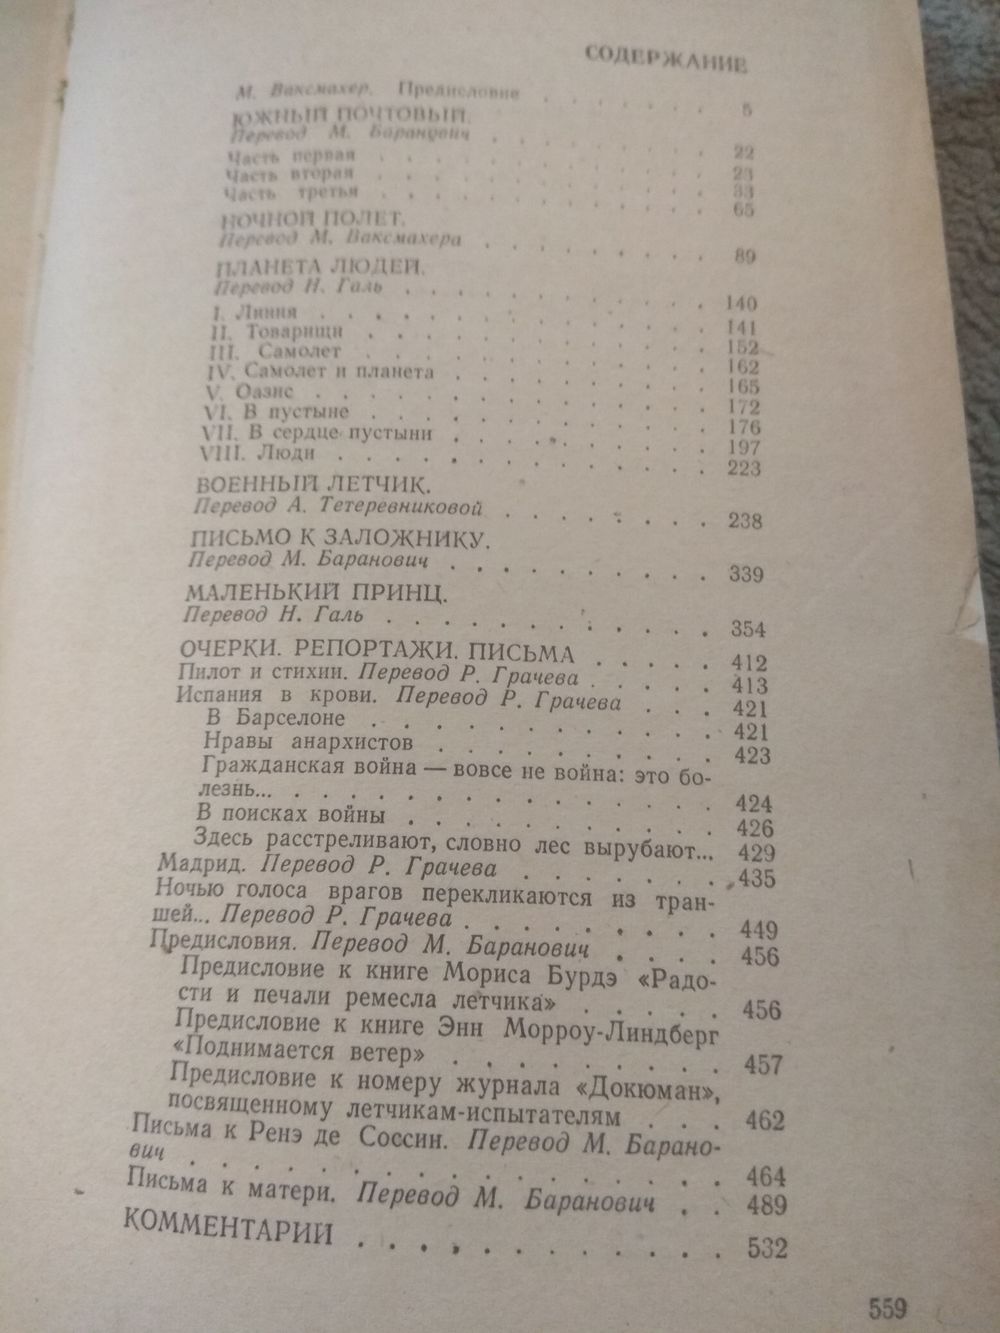 СОДЕРЖАНИЕ
М. Ваксмахер. Предисловие . . . . . . . 5
ЮЖНЫЙ ПОЧТОВЫЙ.
Перевод М. Баранович . . . . . . . . 22
Часть первая . . . . . . . . . . . 23
Часть вторая . . . . . . . . . . . 33
Часть третья . . . . . . . . . . . 65
НОЧНОЙ ПОЛЕТ.
Перевод М. Ваксмахера . . . . . . . . 89
ПЛАНЕТА ЛЮДЕЙ.
Перевод Н. Галь . . . . . . . . . . 140
I. Линия . . . . . . . . . . . . 141
II. Товарищи . . . . . . . . . . . 152
III. Самолет . . . . . . . . . . . 162
IV. Самолет и планета . . . . . . . . 165
V. Оазис . . . . . . . . . . . . 172
VI. В пустыне . . . . . . . . . . . 176
VII. В сердце пустыни . . . . . . . . 197
VIII. Люди . . . . . . . . . . . . 223
ВОЕННЫЙ ЛЕТЧИК.
Перевод А. Тетеревниковой . . . . . . . 238
ПИСЬМО К ЗАЛОЖНИКУ.
Перевод М. Баранович . . . . . . . . . 339
МАЛЕНЬКИЙ ПРИНЦ.
Перевод Н. Галь . . . . . . . . . . . 354
ОЧЕРКИ. РЕПОРТАЖИ. ПИСЬМА . . . . . 412
Пилот и стихии. Перевод Р. Грачева . . . . . 413
Испания в крови. Перевод Р. Грачева . . . 421
В Барселоне . . . . . . . . . . . 421
Нравы анархистов . . . . . . . . . 423
Гражданская война — вовсе не война: это бо-
лезнь... . . . . . . . . . . . . . . 424
В поисках войны . . . . . . . . . . 426
Здесь расстреливают, словно лес вырубают... 429
Мадрид. Перевод Р. Грачева . . . . . . . 435
Ночью голоса врагов перекликаются из тран-
шей... Перевод Р. Грачева . . . . . . . . 449
Предисловия. Перевод М. Баранович . . . . 456
Предисловие к книге Мориса Бурдэ «Радо-
сти и печали ремесла летчика» . . . . . 456
Предисловие к книге Энн Морроу-Линдберг
«Поднимается ветер» . . . . . . . . . 457
Предисловие к номеру журнала «Докюман»,
посвященному летчикам-испытателям . . . 462
Письма к Ренэ де Соссин. Перевод М. Барано-
вич . . . . . . . . . . . . . . . . 464
Письма к матери. Перевод М. Баранович . . 489
КОММЕНТАРИИ . . . . . . . . . . . . 532
559